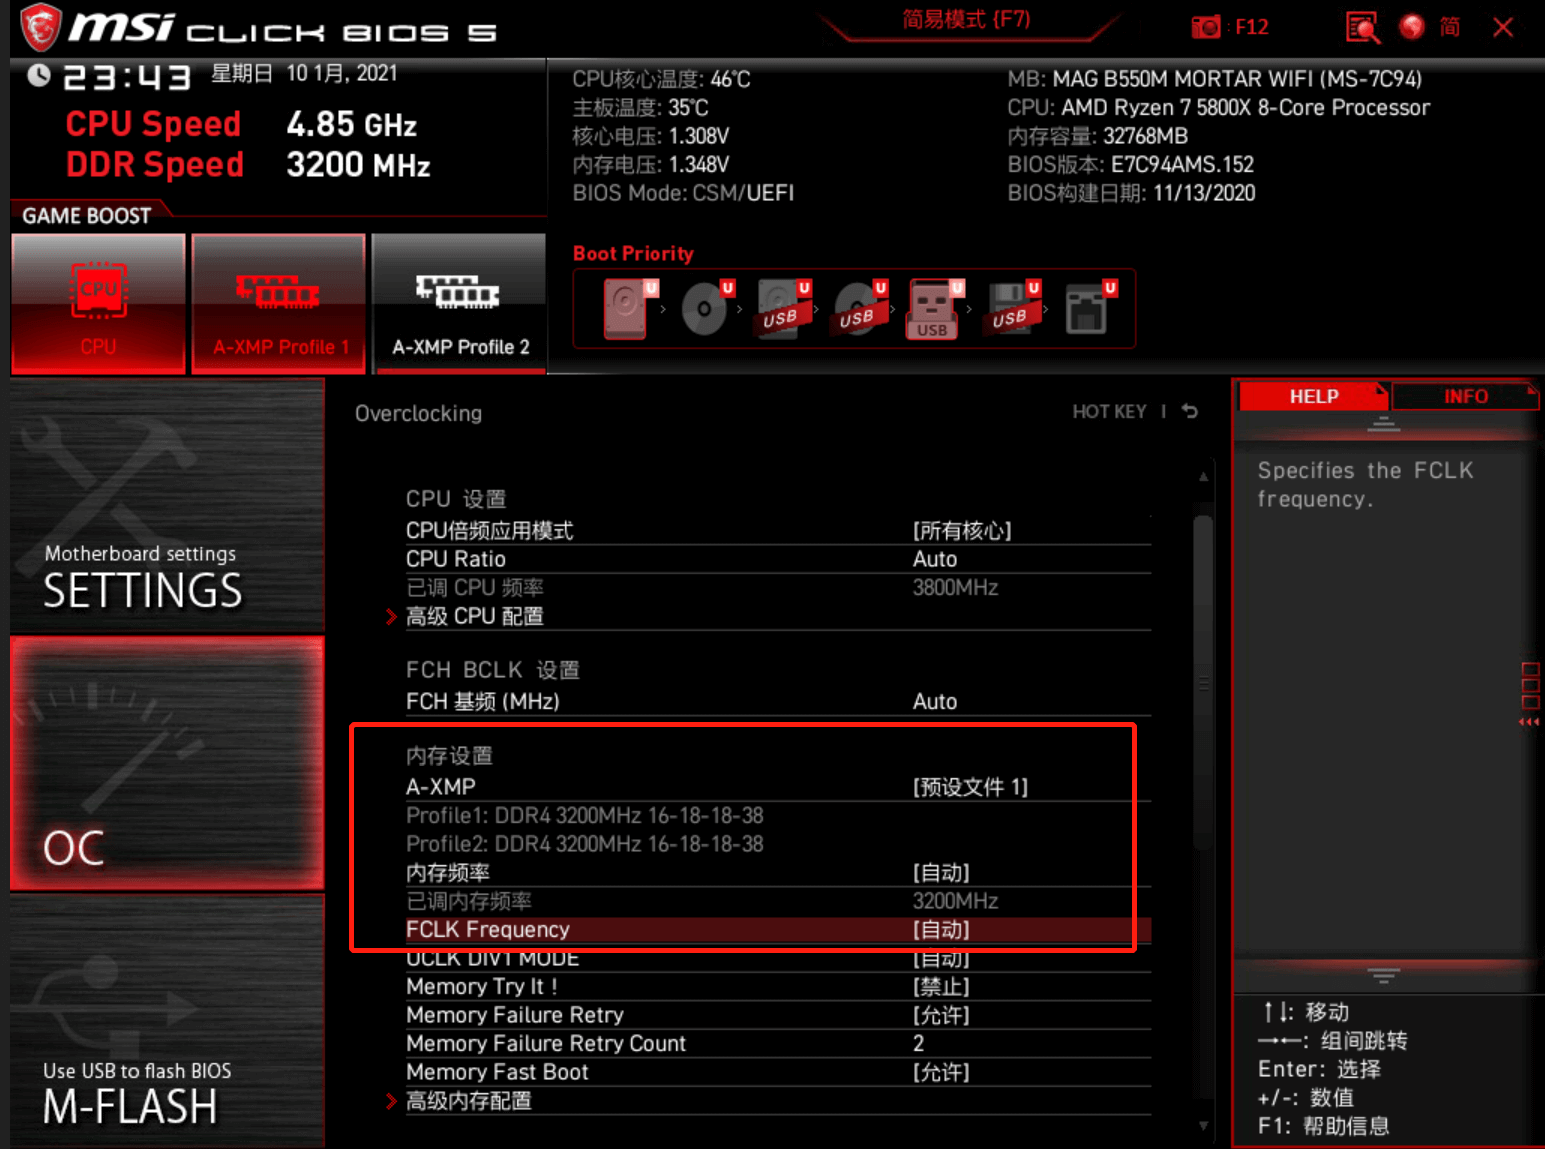 msi CLICK BIOS 5
简易模式 {F7)
: F12
简
23:43 星期日 10 1月, 2021
CPU Speed 4.85 GHz
DDR Speed 3200 MHz
CPU核心温度: 46°C
主板温度: 35°C
核心电压: 1.308V
内存电压: 1.348V
BIOS Mode: CSM/UEFI
MB: MAG B550M MORTAR WIFI (MS-7C94)
CPU: AMD Ryzen 7 5800X 8-Core Processor
内存容量: 32768MB
BIOS版本: E7C94AMS.152
BIOS构建日期: 11/13/2020
GAME BOOST
CPU
CPU
A-XMP Profile 1
A-XMP Profile 2
Boot Priority
U U U U U U U
USB USB USB USB
Motherboard settings
SETTINGS
OC
Use USB to flash BIOS
M-FLASH
Overclocking
HOT KEY
CPU 设置
CPU倍频应用模式 [所有核心]
CPU Ratio Auto
已调 CPU 频率 3800MHz
高级 CPU 配置
FCH BCLK 设置
FCH 基频 (MHz) Auto
内存设置
A-XMP [预设文件 1]
Profile1: DDR4 3200MHz 16-18-18-38
Profile2: DDR4 3200MHz 16-18-18-38
内存频率 [自动]
已调内存频率 3200MHz
FCLK Frequency [自动]
UCLK DIV1 MODE [自动]
Memory Try It ! [禁止]
Memory Failure Retry [允许]
Memory Failure Retry Count 2
Memory Fast Boot [允许]
高级内存配置
HELP
INFO
Specifies the FCLK
frequency.
↑↓: 移动
→←: 组间跳转
Enter: 选择
+/-: 数值
F1: 帮助信息